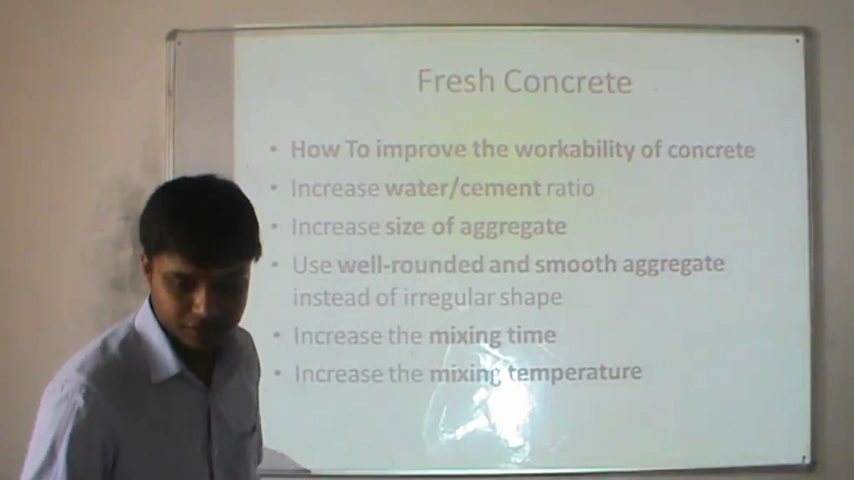 Fresh Concrete
• How To improve the workability of concrete
• Increase water/cement ratio
• Increase size of aggregate
• Use well-rounded and smooth aggregate
instead of irregular shape
• Increase the mixing time
• Increase the mixing temperature